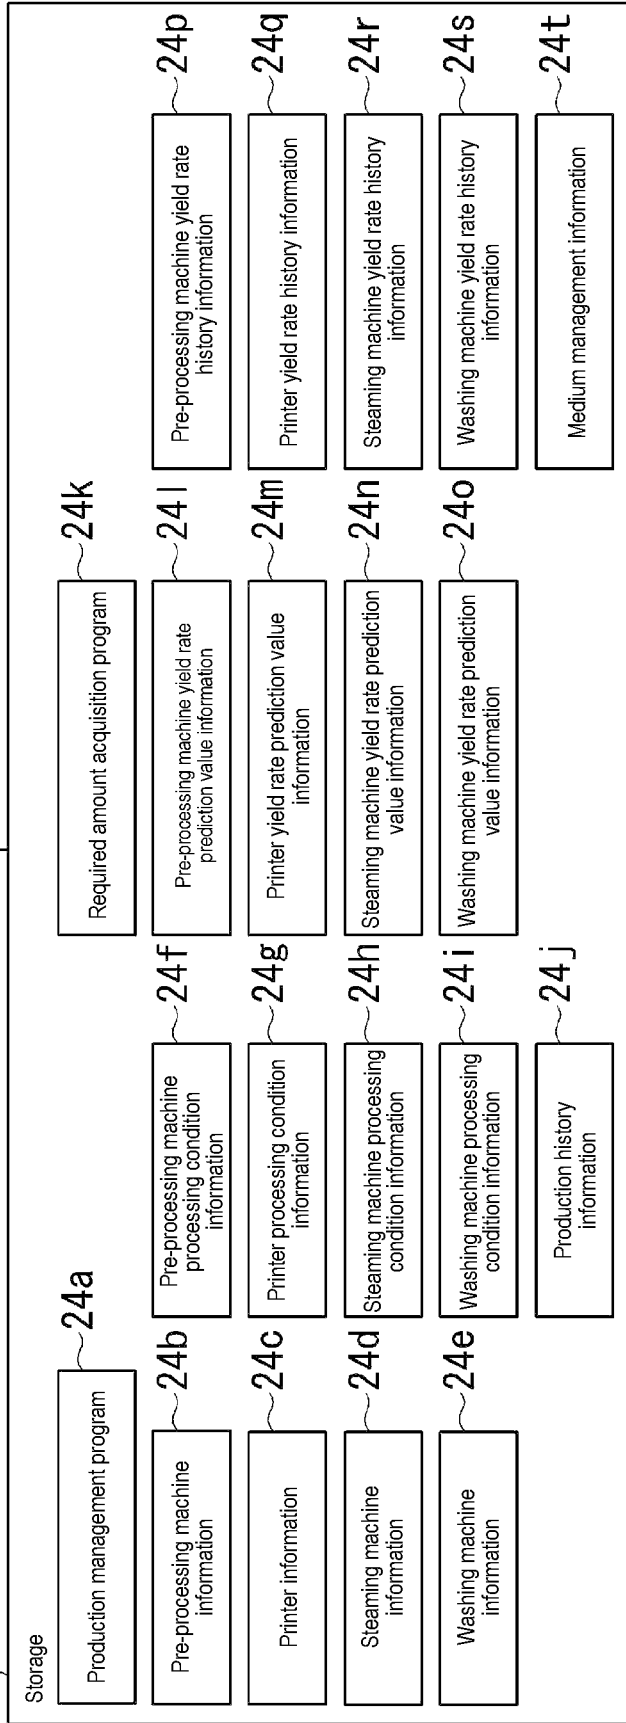 Storage
Production management program
24a
Required amount acquisition program
24k
Pre-processing machine
information
24b
Pre-processing machine
processing condition
information
24f
Pre-processing machine yield rate
prediction value information
24l
Pre-processing machine yield rate
history information
24p
Printer information
24c
Printer processing condition
information
24g
Printer yield rate prediction value
information
24m
Printer yield rate history information
24q
Steaming machine
information
24d
Steaming machine processing
condition information
24h
Steaming machine yield rate prediction
value information
24n
Steaming machine yield rate history
information
24r
Washing machine
information
24e
Washing machine processing
condition information
24i
Washing machine yield rate prediction
value information
24o
Washing machine yield rate history
information
24s
Production history
information
24j
Medium management information
24t